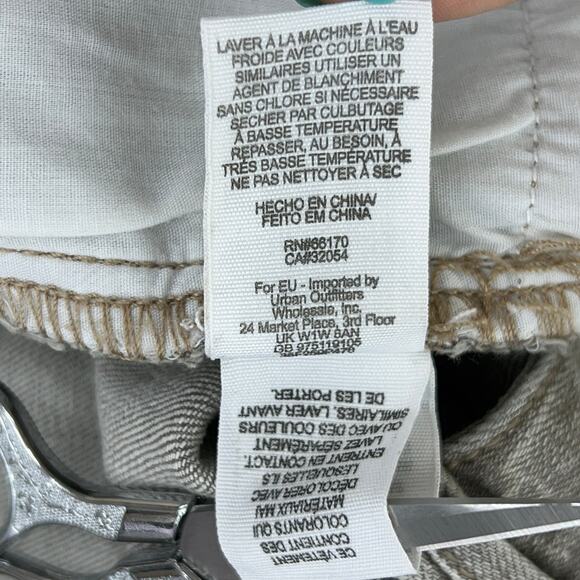 LAVER À LA MACHINE À L'EAU
FROIDE AVEC COULEURS
SIMILAIRES UTILISER UN
AGENT DE BLANCHIMENT
SANS CHLORE SI NÉCESSAIRE
SECHER PAR CULBUTAGE
À BASSE TEMPÉRATURE
REPASSER, AU BESOIN, À
TRÈS BASSE TEMPÉRATURE
NE PAS NETTOYER À SEC
HECHO EN CHINA/
FEITO EM CHINA
RN#66170
CA#32054
For EU - Imported by
Urban Outfitters
Wholesale, Inc.
24 Market Place, 3rd Floor
UK W1W 8AN
GB 975119105
CE VÊTEMENT
CONTIENT DES
COLORANTS QUI
MATÉRIAUX
DÉCOLORER AVEC
LESQUELLES ILS
ENTRENT EN CONTACT.
LAVEZ SÉPARÉMENT
OU AVEC DES COULEURS
SIMILAIRES. LAVER AVANT
DE LES PORTER.